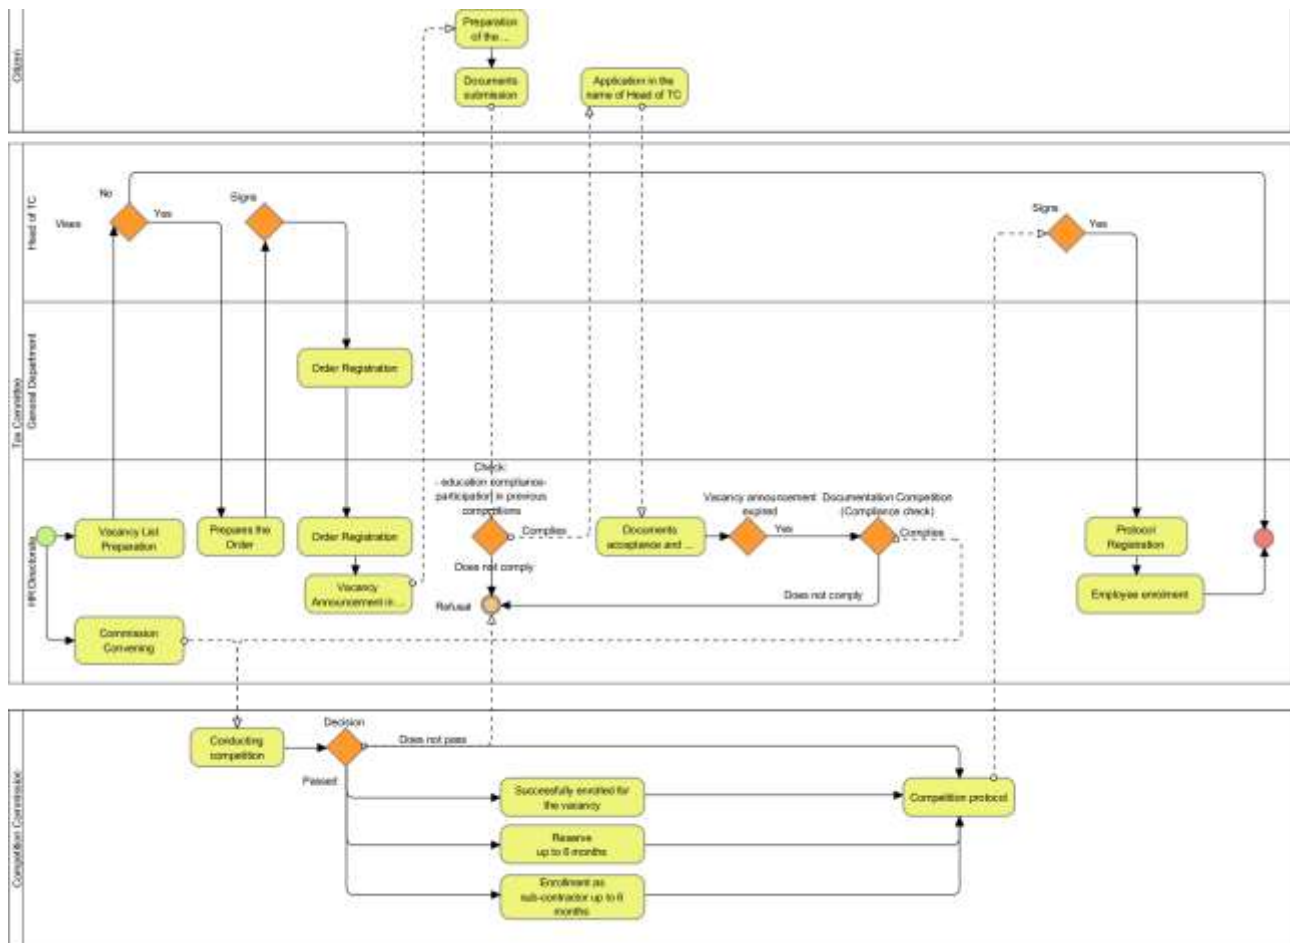 Citizen
Preparation
of the ...
Documents
submission
Application in the
name of Head of TC
Tax Committee
Head of TC
No
Vises
Yes
Signs
Signs
Yes
General Department
Order Registration
HR Directorate
Vacancy List
Preparation
Prepares the
Order
Order Registration
Vacancy
Announcement in ...
Check:
- education compliance-
participation in previous
competitions
Complies
Does not comply
Refusal
Documents
acceptance and ...
Vacancy announcement
expired
Yes
Documentation Competition
(Compliance check)
Complies
Does not comply
Protocol
Registration
Employee enrolment
Commission
Convening
Competition Commission
Conducting
competition
Decision
Does not pass
Passed
Successfully enrolled for
the vacancy
Reserve
up to 6 months
Enrollment as
sub-contractor up to 6
months
Competition protocol